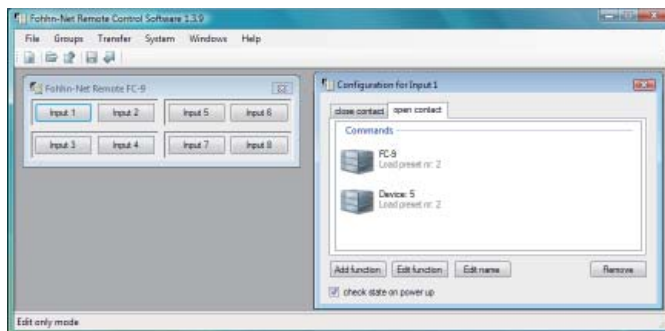 Fohhn-Net Remote Control Software 1.3.9
File Groups Transfer System Windows Help
Fohhn-Net Remote FC-9
Input 1 Input 2 Input 5 Input 6
Input 3 Input 4 Input 7 Input 8
Configuration for Input 1
close contact open contact
Commands
FC-9
Load preset nr: 2
Device: 5
Load preset nr: 2
Add function Edit function Edit name Remove
check state on power up
Edit only mode